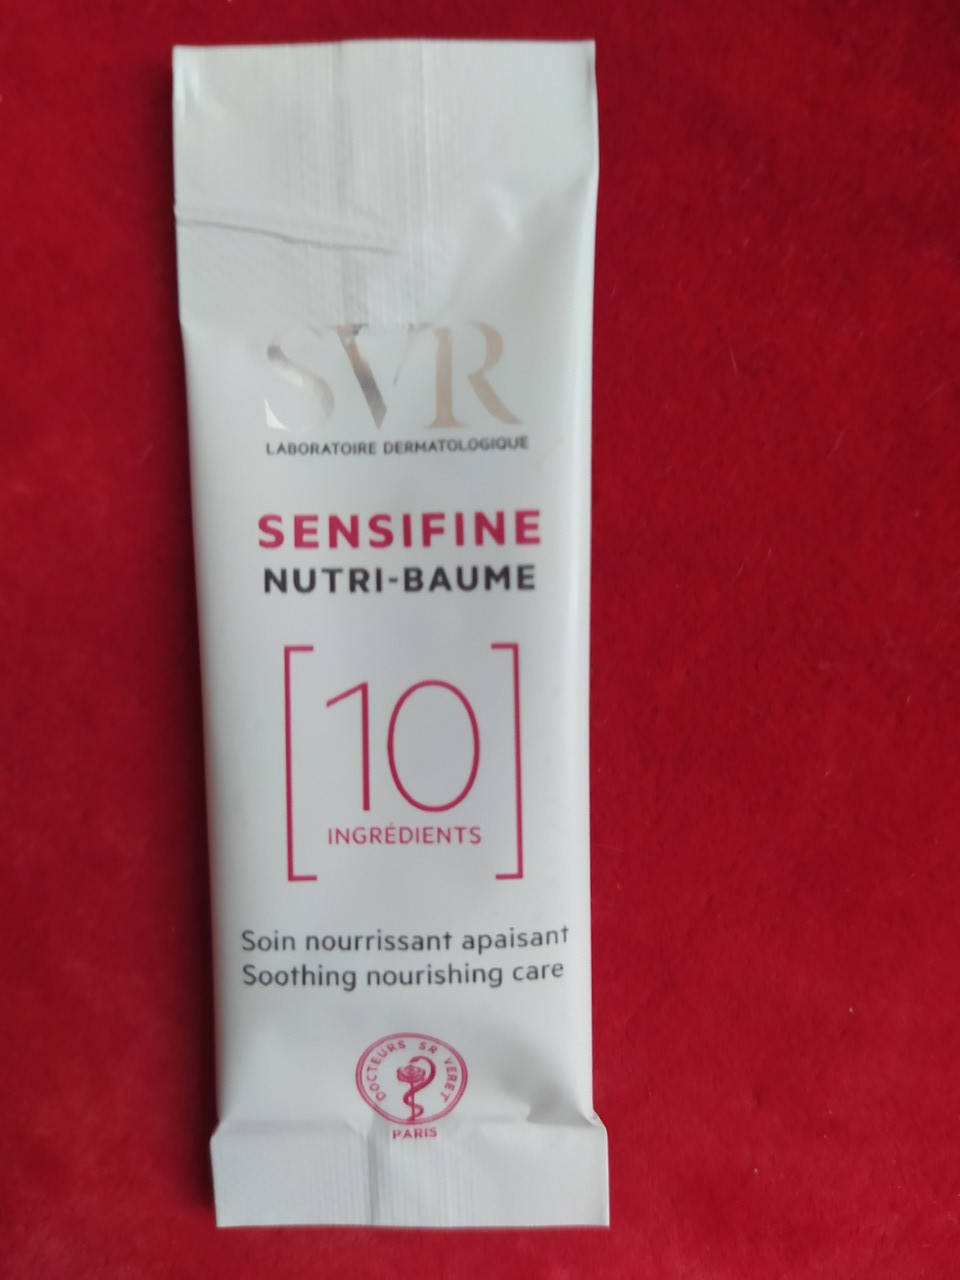 SVR
LABORATOIRE DERMATOLOGIQUE
SENSIFINE
NUTRI-BAUME
10
INGRÉDIENTS
Soin nourrissant apaisant
Soothing nourishing care
DOCTEURS SR VERET
PARIS